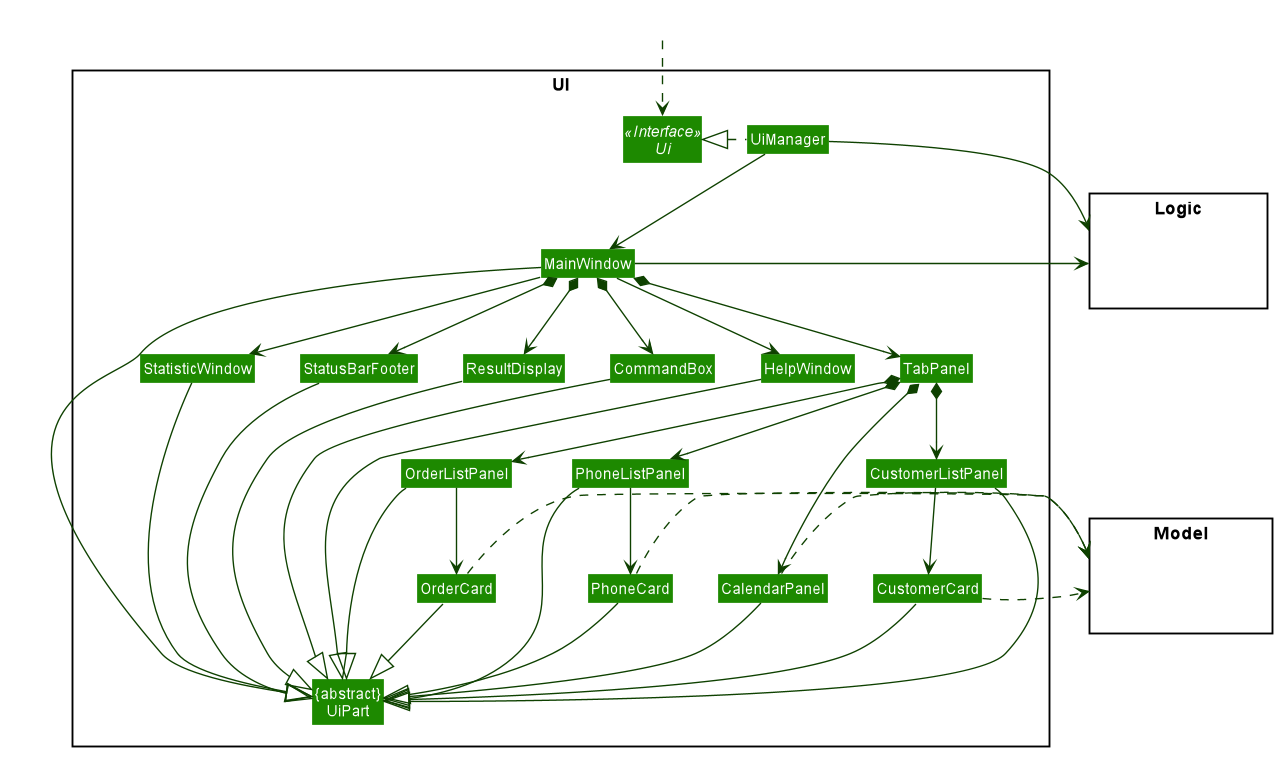 UI
«Interface»
Ui
UiManager
Logic
MainWindow
StatisticWindow
StatusBarFooter
ResultDisplay
CommandBox
HelpWindow
TabPanel
OrderListPanel
PhoneListPanel
CustomerListPanel
Model
OrderCard
PhoneCard
CalendarPanel
CustomerCard
{abstract}
UiPart